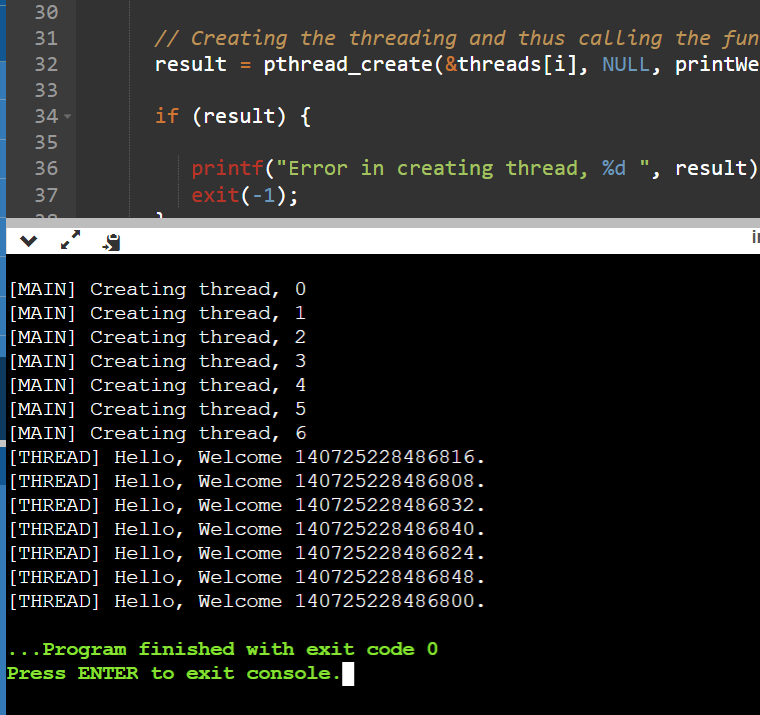 30
31 // Creating the threading and thus calling the fun
32 result = pthread_create(&threads[i], NULL, printWe
33
34 if (result) {
35
36 printf("Error in creating thread, %d ", result)
37 exit(-1);
38 }
in
[MAIN] Creating thread, 0
[MAIN] Creating thread, 1
[MAIN] Creating thread, 2
[MAIN] Creating thread, 3
[MAIN] Creating thread, 4
[MAIN] Creating thread, 5
[MAIN] Creating thread, 6
[THREAD] Hello, Welcome 140725228486816.
[THREAD] Hello, Welcome 140725228486808.
[THREAD] Hello, Welcome 140725228486832.
[THREAD] Hello, Welcome 140725228486840.
[THREAD] Hello, Welcome 140725228486824.
[THREAD] Hello, Welcome 140725228486848.
[THREAD] Hello, Welcome 140725228486800.
...Program finished with exit code 0
Press ENTER to exit console.